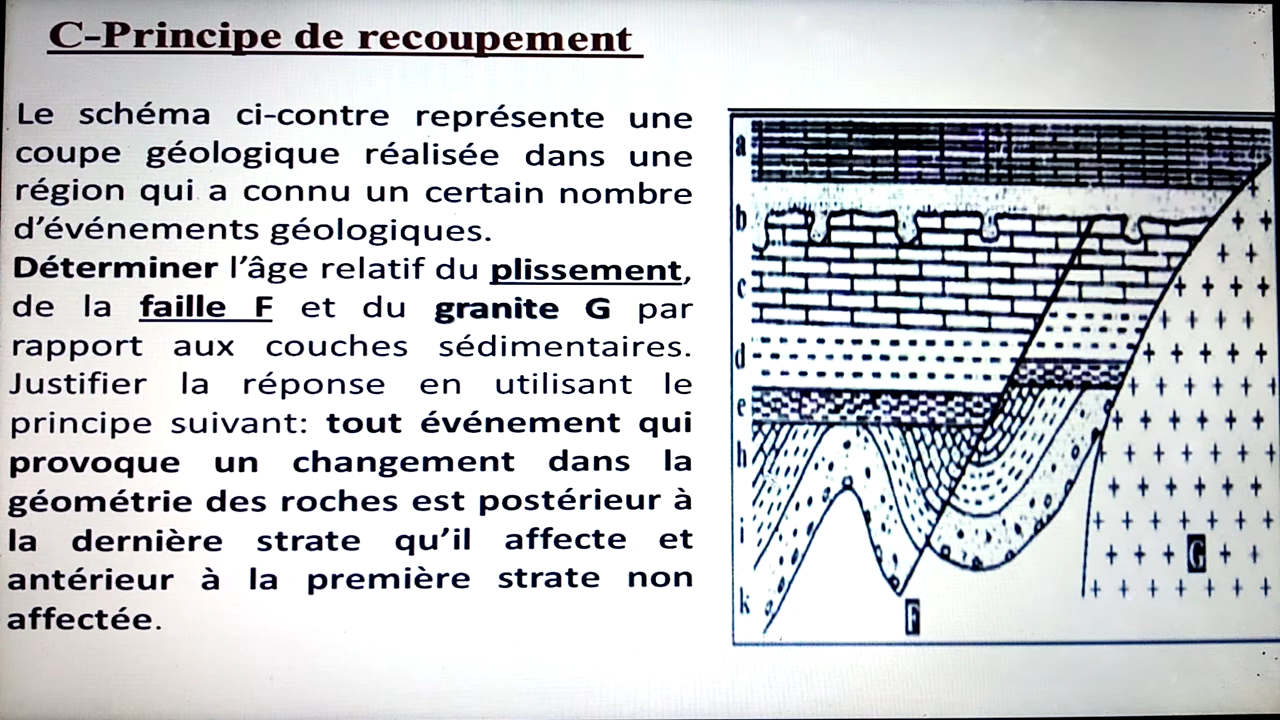 C-Principe de recoupement
Le schéma ci-contre représente une
coupe géologique réalisée dans une
région qui a connu un certain nombre
d’événements géologiques.
Déterminer l’âge relatif du plissement,
de la faille F et du granite G par
rapport aux couches sédimentaires.
Justifier la réponse en utilisant le
principe suivant: tout événement qui
provoque un changement dans la
géométrie des roches est postérieur à
la dernière strate qu’il affecte et
antérieur à la première strate non
affectée.
a
b
c
d
e
h
i
k
F
G